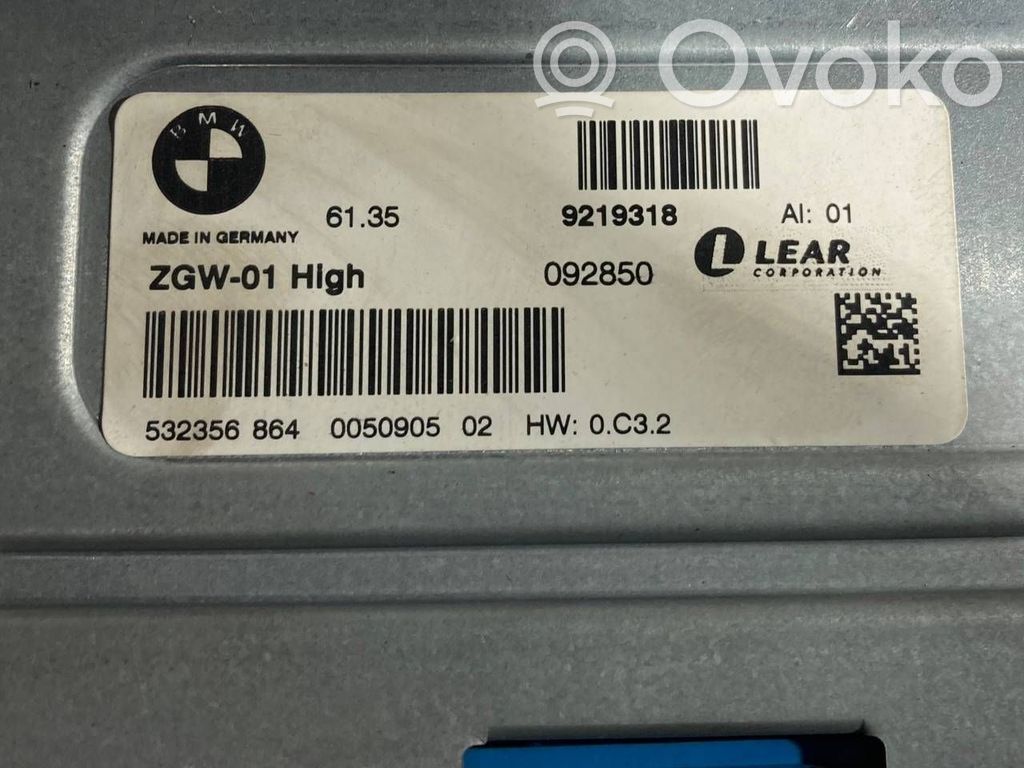 Ovoko
BMW
61.35
9219318
AI: 01
MADE IN GERMANY
LEAR
CORPORATION
ZGW-01 High
092850
532356 864 0050905 02 HW: 0.C3.2